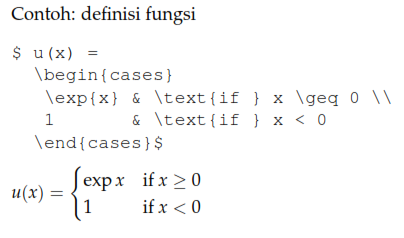 Contoh: definisi fungsi
$ u(x) =
\begin{cases}
\exp{x} & \text{if } x \geq 0 \\
1 & \text{if } x < 0
\end{cases}$
u(x) = { exp x if x ≥ 0
1 if x < 0